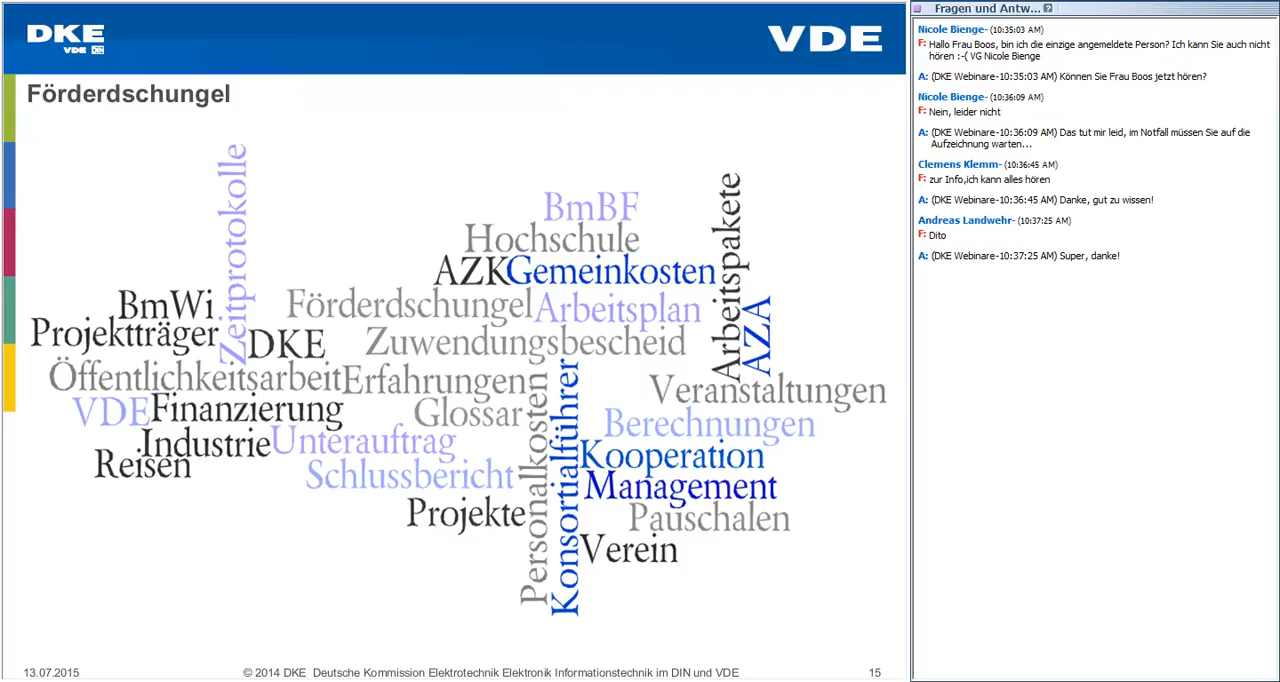 DKE
VDE DIN
VDE
Förderdschungel
Zeitprotokolle
BmBF
Hochschule
Arbeitspakete
AZK
Gemeinkosten
BmWi
Förderdschungel
Arbeitsplan
AZA
Projektträger
DKE
Zuwendungsbescheid
Öffentlichkeitsarbeit
Erfahrungen
Veranstaltungen
VDE
Finanzierung
Glossar
Personalkosten
Konsortialführer
Berechnungen
Industrie
Unterauftrag
Kooperation
Reisen
Schlussbericht
Management
Projekte
Pauschalen
Verein
13.07.2015
© 2014 DKE Deutsche Kommission Elektrotechnik Elektronik Informationstechnik im DIN und VDE
15
Fragen und Antw... ?
Nicole Bienge- (10:35:03 AM)
F: Hallo Frau Boos, bin ich die einzige angemeldete Person? Ich kann Sie auch nicht
hören :-( VG Nicole Bienge
A: (DKE Webinare-10:35:03 AM) Können Sie Frau Boos jetzt hören?
Nicole Bienge- (10:36:09 AM)
F: Nein, leider nicht
A: (DKE Webinare-10:36:09 AM) Das tut mir leid, im Notfall müssen Sie auf die
Aufzeichnung warten...
Clemens Klemm- (10:36:45 AM)
F: zur Info,ich kann alles hören
A: (DKE Webinare-10:36:45 AM) Danke, gut zu wissen!
Andreas Landwehr- (10:37:25 AM)
F: Dito
A: (DKE Webinare-10:37:25 AM) Super, danke!